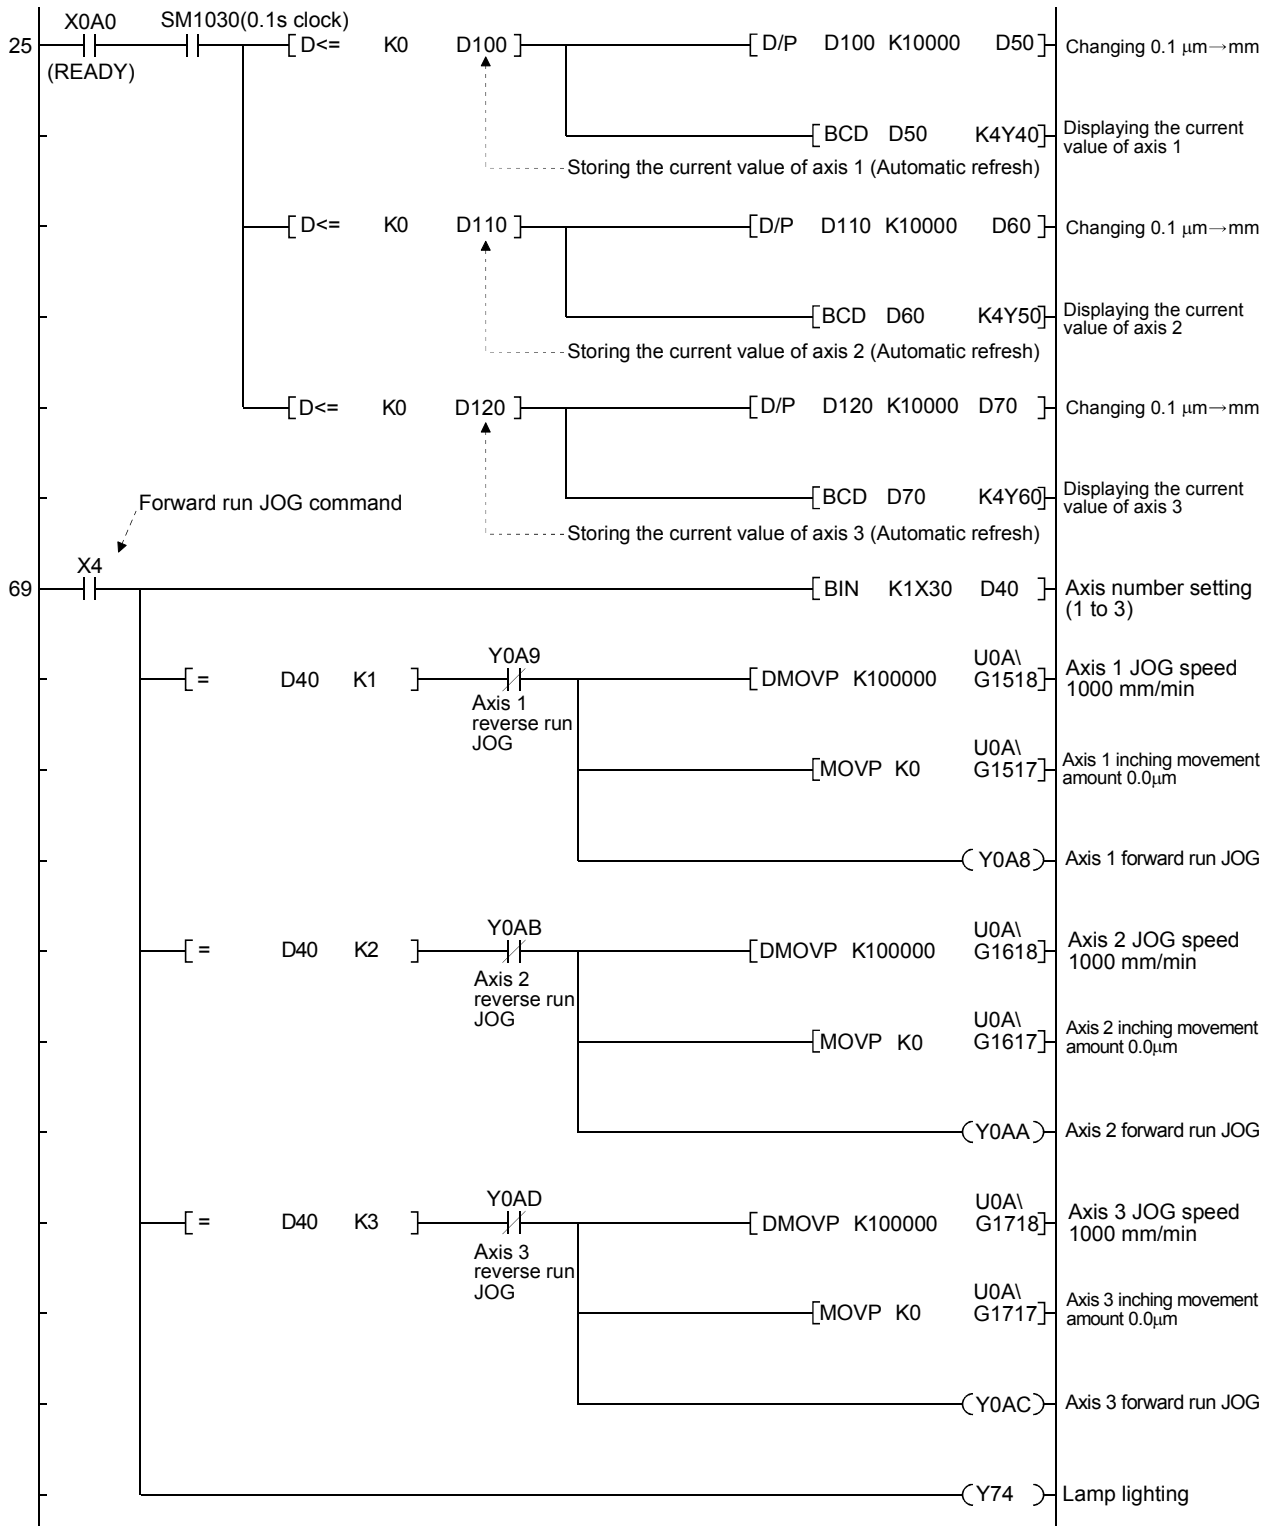 X0A0 SM1030(0.1s clock)
25 [ D<= K0 D100 ] [ D/P D100 K10000 D50 ] Changing 0.1 μm→mm
(READY)
[ BCD D50 K4Y40 ] Displaying the current
value of axis 1
Storing the current value of axis 1 (Automatic refresh)
[ D<= K0 D110 ] [ D/P D110 K10000 D60 ] Changing 0.1 μm→mm
[ BCD D60 K4Y50 ] Displaying the current
value of axis 2
Storing the current value of axis 2 (Automatic refresh)
[ D<= K0 D120 ] [ D/P D120 K10000 D70 ] Changing 0.1 μm→mm
[ BCD D70 K4Y60 ] Displaying the current
value of axis 3
Forward run JOG command
Storing the current value of axis 3 (Automatic refresh)
X4
69 [ BIN K1X30 D40 ] Axis number setting
(1 to 3)
Y0A9
[ = D40 K1 ] [ DMOVP K100000 U0A\
G1518 ] Axis 1 JOG speed
1000 mm/min
Axis 1
reverse run
JOG
[ MOVP K0 U0A\
G1517 ] Axis 1 inching movement
amount 0.0μm
( Y0A8 ) Axis 1 forward run JOG
Y0AB
[ = D40 K2 ] [ DMOVP K100000 U0A\
G1618 ] Axis 2 JOG speed
1000 mm/min
Axis 2
reverse run
JOG
[ MOVP K0 U0A\
G1617 ] Axis 2 inching movement
amount 0.0μm
( Y0AA ) Axis 2 forward run JOG
Y0AD
[ = D40 K3 ] [ DMOVP K100000 U0A\
G1718 ] Axis 3 JOG speed
1000 mm/min
Axis 3
reverse run
JOG
[ MOVP K0 U0A\
G1717 ] Axis 3 inching movement
amount 0.0μm
( Y0AC ) Axis 3 forward run JOG
( Y74 ) Lamp lighting